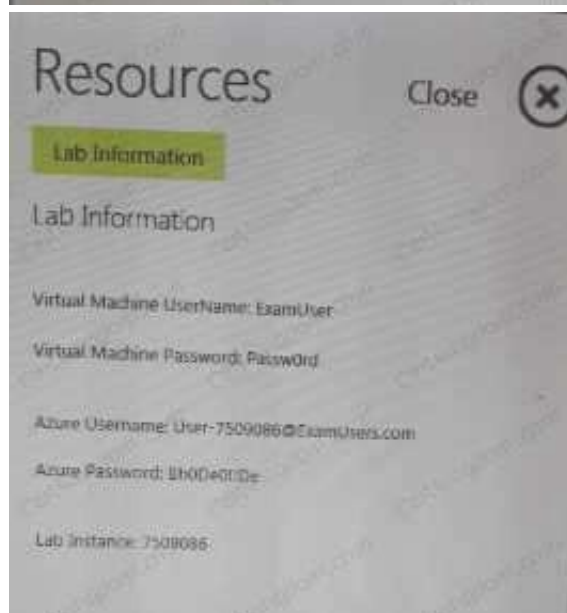 Resources
Close
Lab Information
Lab Information
Virtual Machine UserName: ExamUser
Virtual Machine Password: Passw0rd
Azure Username: User-7509086@ExamUsers.com
Azure Password:
Lab Instance: 7509086